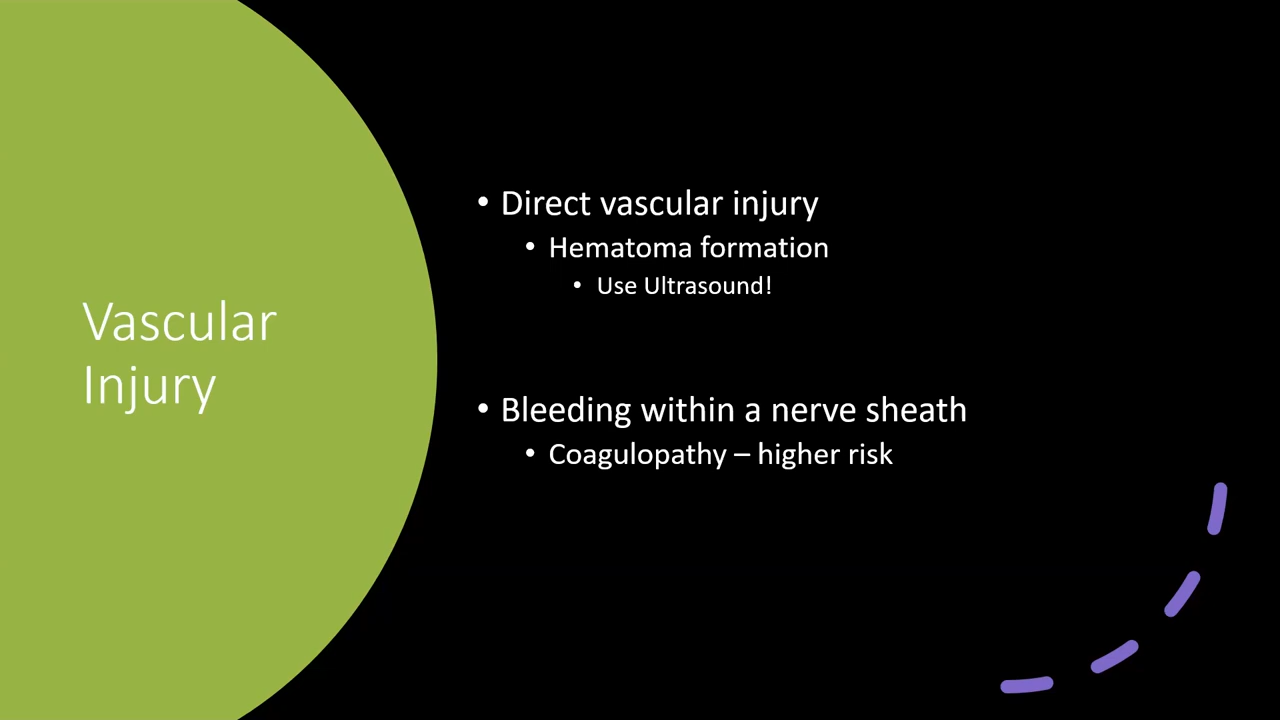 Vascular
Injury
• Direct vascular injury
• Hematoma formation
• Use Ultrasound!
• Bleeding within a nerve sheath
• Coagulopathy – higher risk